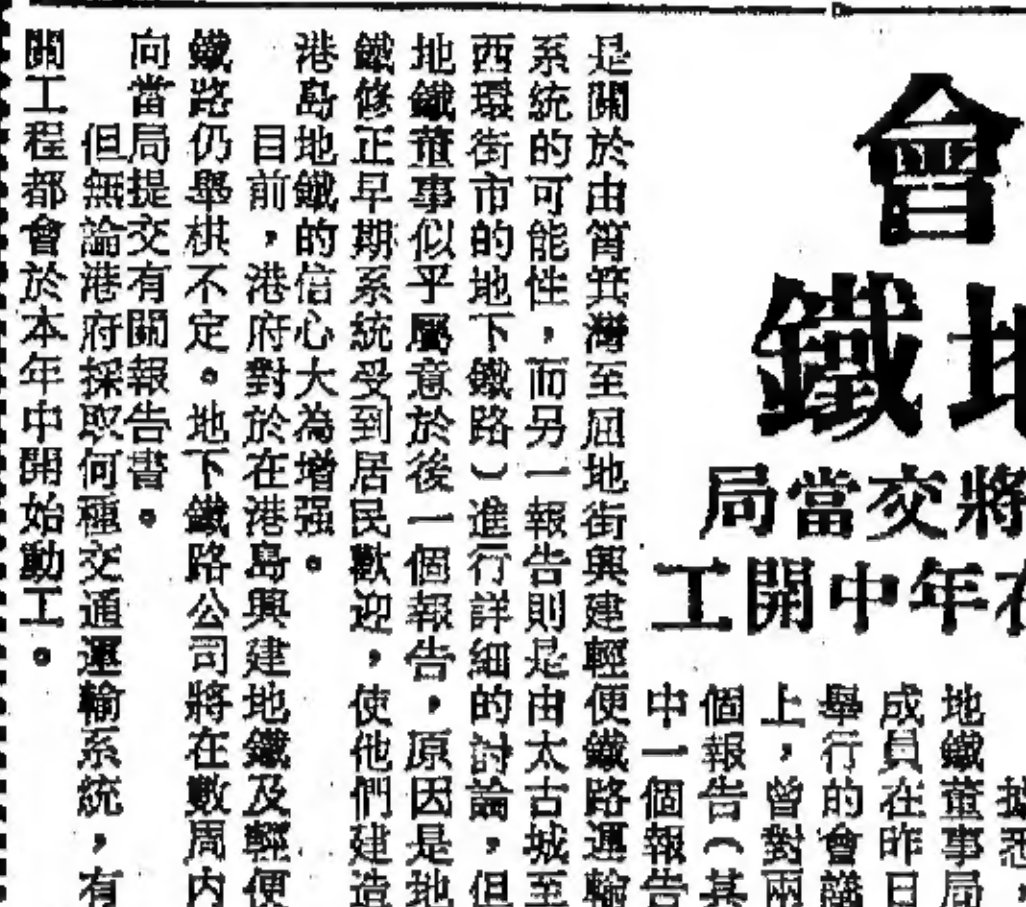 會
地鐵
將交當局
在年中開工
據悉,
地鐵董事局
成員在昨日
舉行的會議
上,曾對兩
個報告(其
中一個報告
是關於由筲箕灣至屈地街興建輕便鐵路運輸
系統的可能性,而另一報告則是由太古城至
西環街市的地下鐵路)進行詳細的討論,但
地鐵董事似乎屬意於後一個報告,原因是地
鐵修正早期系統受到居民歡迎,使他們建造
港島地鐵的信心大為增强。
目前,港府對於在港島興建地鐵及輕便
鐵路仍舉棋不定。地下鐵路公司將在數周内
向當局提交有關報告書。
但無論港府採取何種交通運輸系統,有
關工程都會於本年中開始動工。